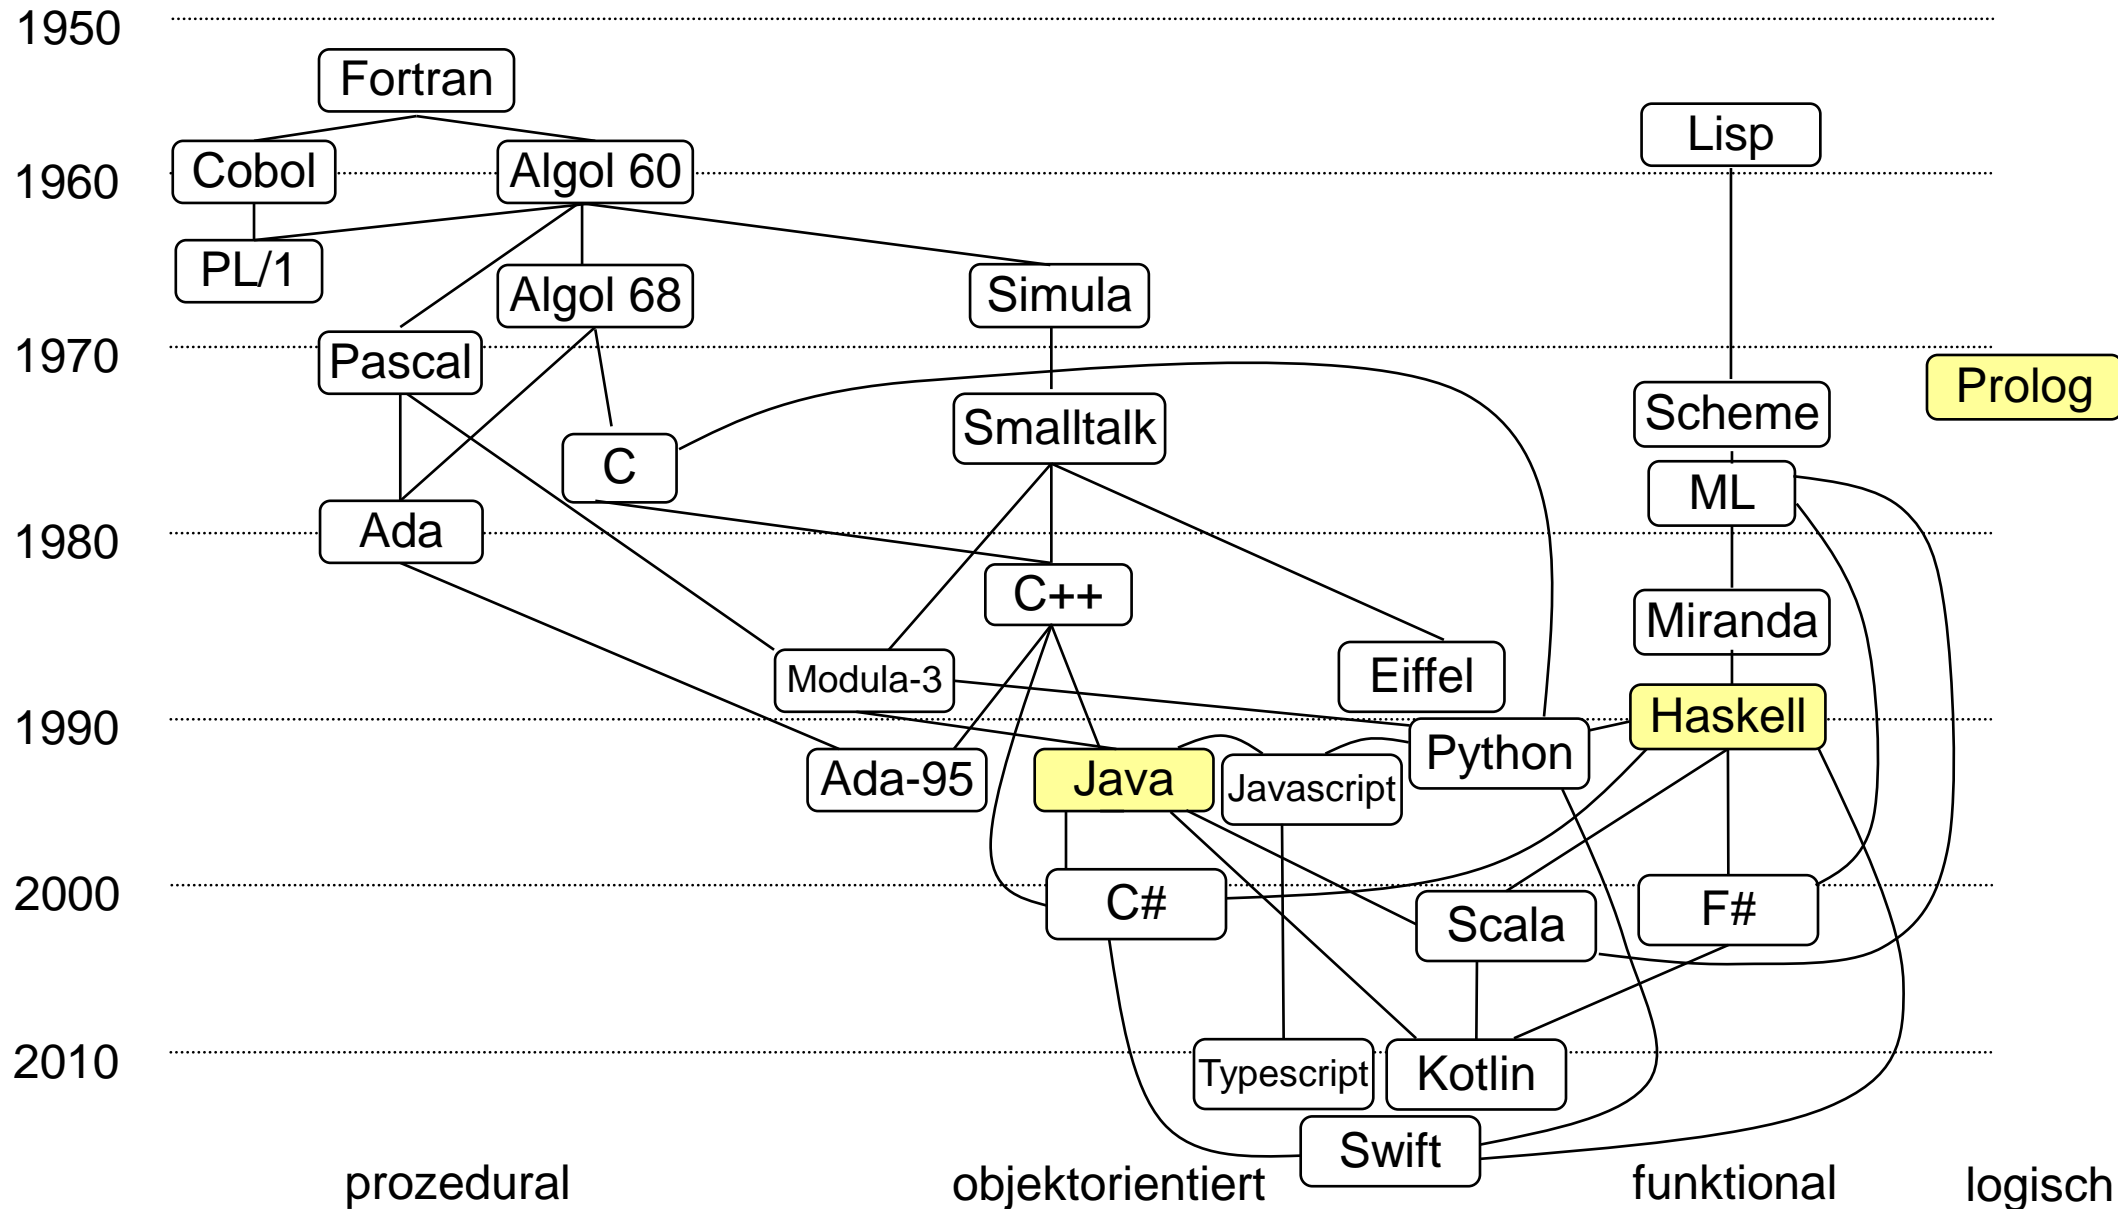 1950
Fortran
Lisp
Cobol
Algol 60
1960
PL/1
Algol 68
Simula
1970
Pascal
Prolog
Scheme
Smalltalk
C
ML
Ada
1980
C++
Miranda
Modula-3
Eiffel
Haskell
1990
Python
Ada-95
Java
Javascript
2000
C#
Scala
F#
2010
Typescript
Kotlin
Swift
prozedural
objektorientiert
funktional
logisch